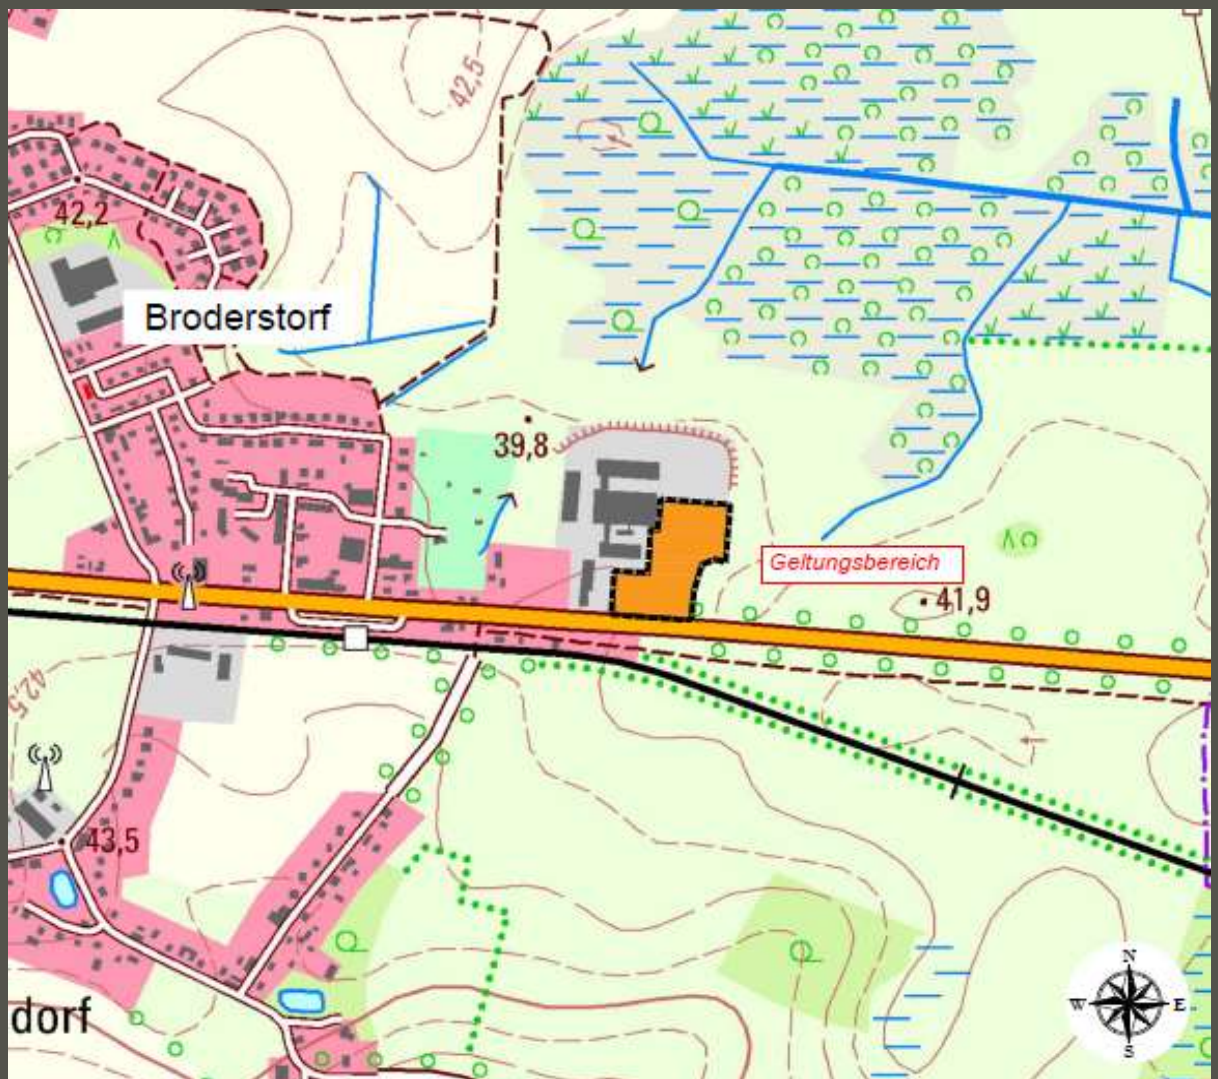 42,5
42,2
Broderstorf
39,8
Geltungsbereich
41,9
42,5
43,5
dorf
N
W E
S